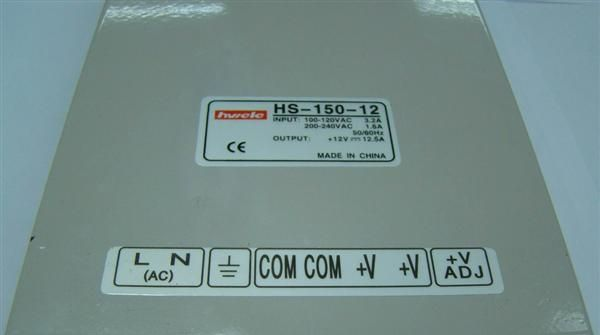 hwele HS-150-12
INPUT: 100-120VAC 3.2A
200-240VAC 1.6A
50/60Hz
OUTPUT: +12V⎓12.5A
CE
MADE IN CHINA
L N
(AC)
COM COM +V +V
+V
ADJ